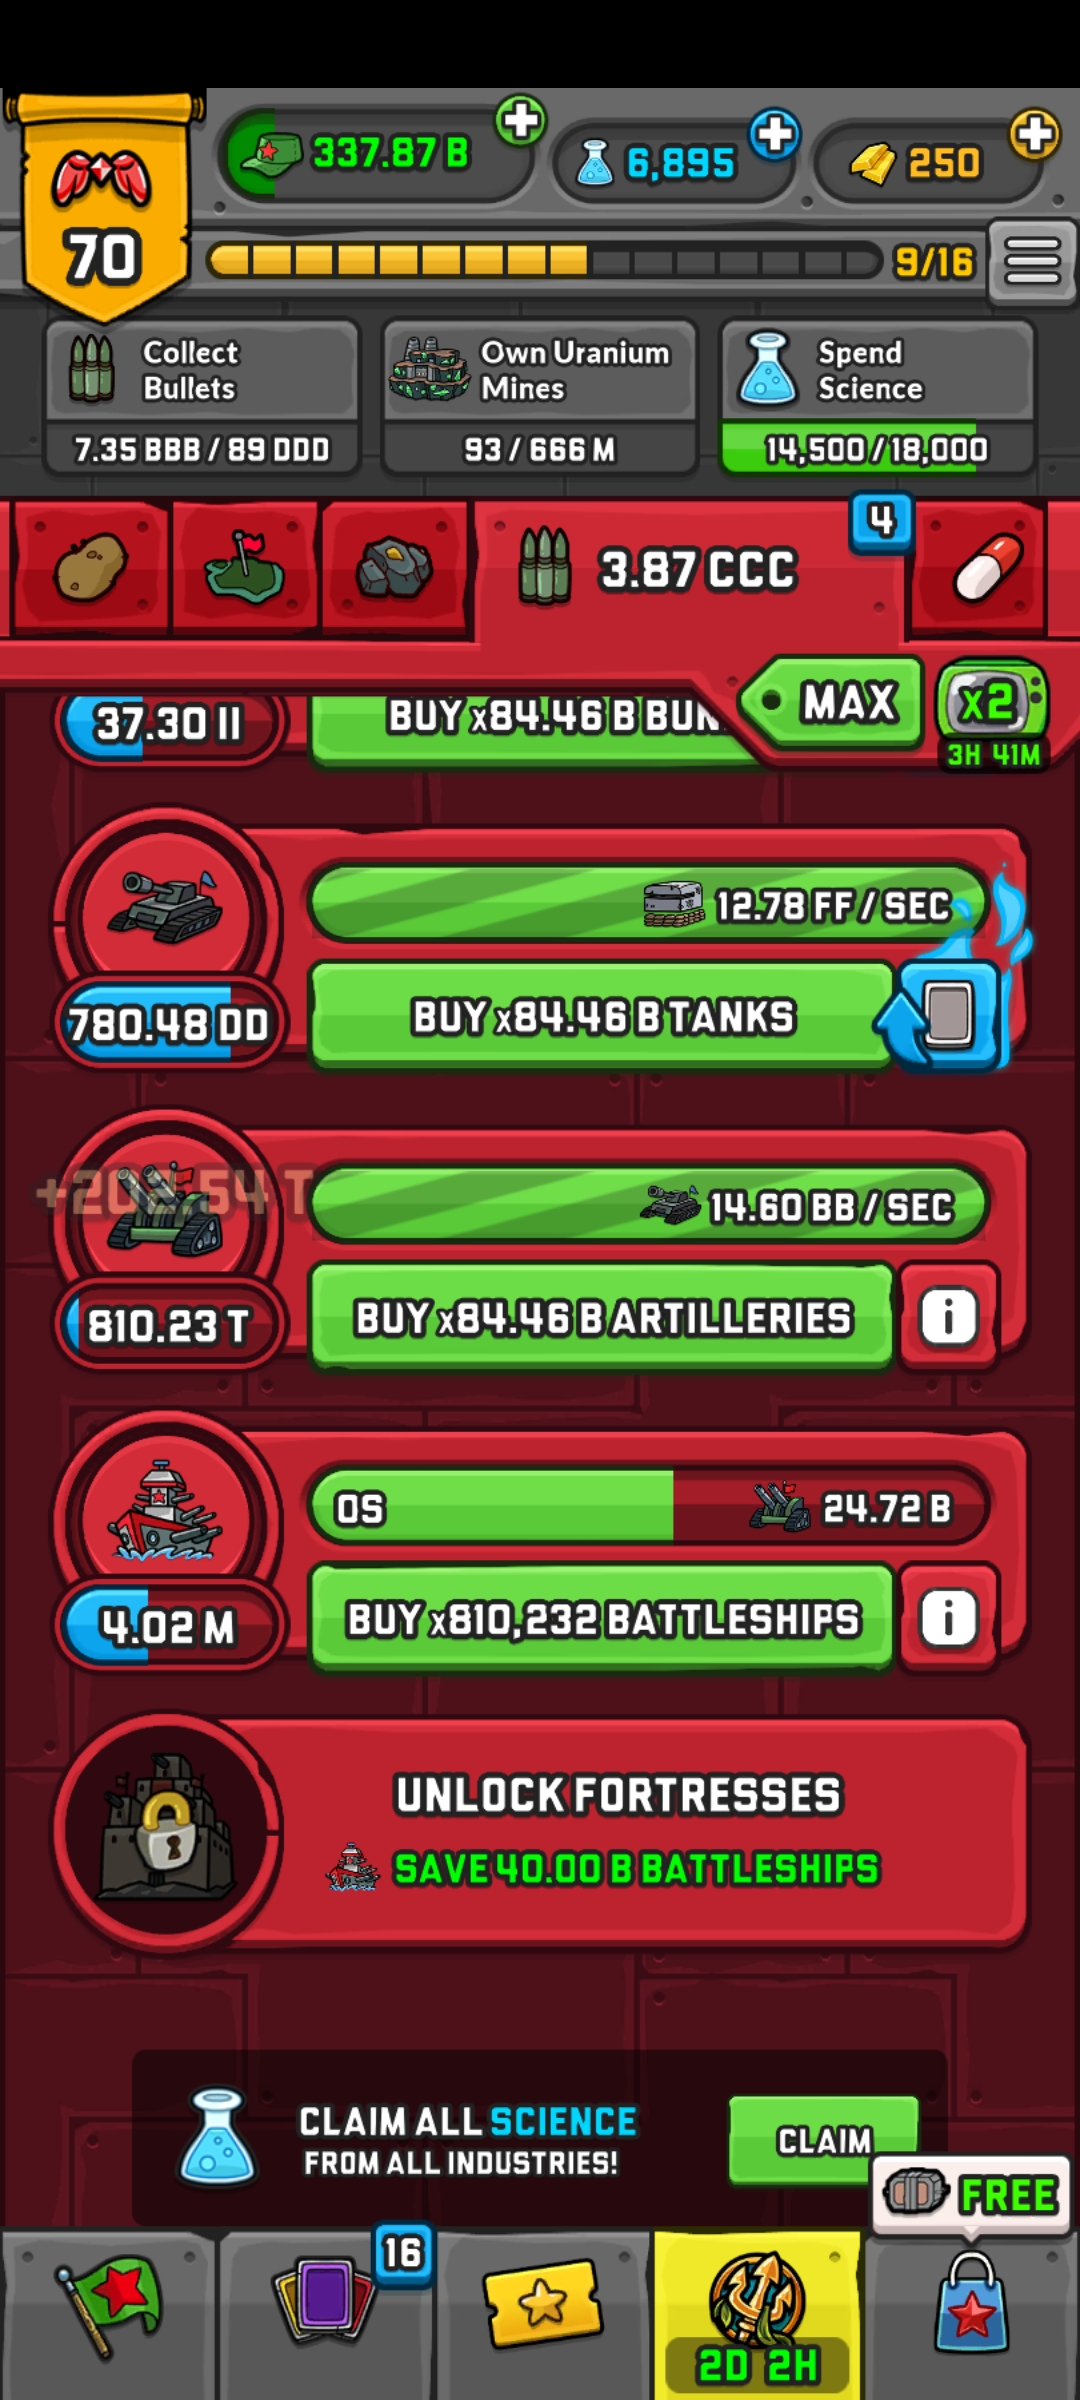 337.87 B
6,895
250
70
9/16
Collect
Bullets
Own Uranium
Mines
Spend
Science
7.35 BBB / 89 DDD
93 / 666 M
14,500/18,000
3.87 CCC
4
MAX
x2
3H 41M
37.30 II
BUY x84.46 B BUN
12.78 FF / SEC
780.48 DD
BUY x84.46 B TANKS
14.60 BB / SEC
810.23 T
BUY x84.46 B ARTILLERIES
i
0S
24.72 B
4.02 M
BUY x810,232 BATTLESHIPS
i
UNLOCK FORTRESSES
SAVE 40.00 B BATTLESHIPS
CLAIM ALL SCIENCE
FROM ALL INDUSTRIES!
CLAIM
FREE
16
2D 2H